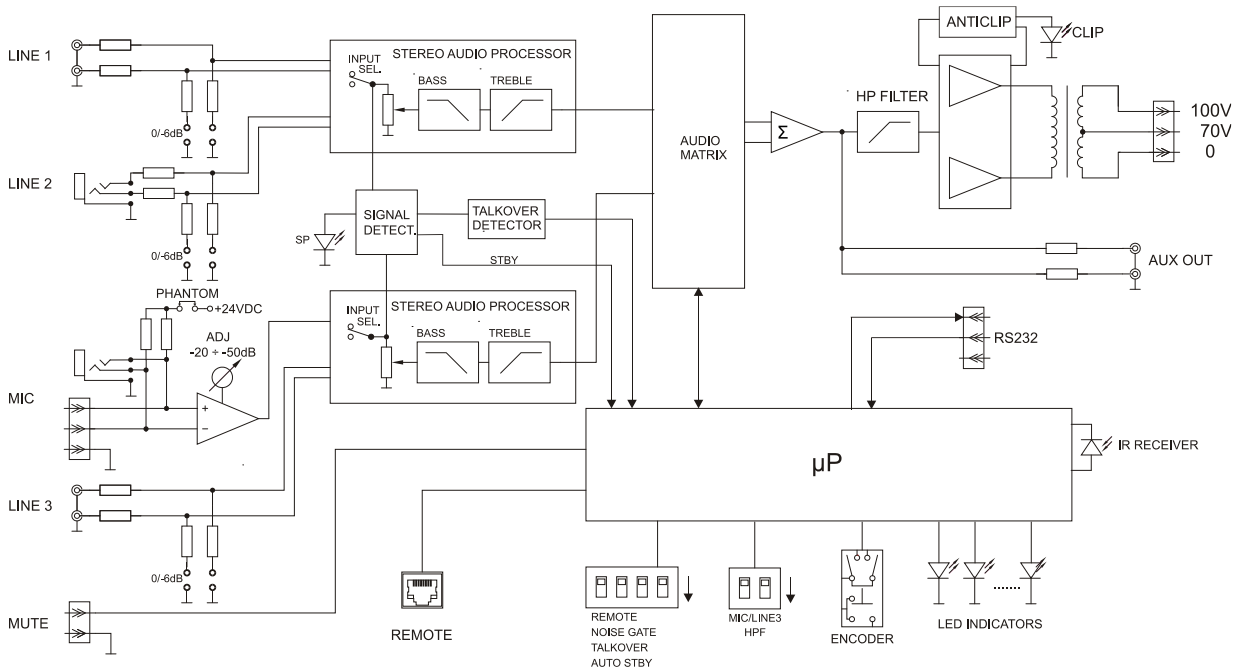 LINE 1
0/-6dB
LINE 2
0/-6dB
PHANTOM
+24VDC
ADJ
-20 ÷ -50dB
MIC
LINE 3
0/-6dB
MUTE
STEREO AUDIO PROCESSOR
INPUT
SEL.
BASS
TREBLE
SIGNAL
DETECT.
TALKOVER
DETECTOR
SP
STBY
STEREO AUDIO PROCESSOR
INPUT
SEL.
BASS
TREBLE
AUDIO
MATRIX
Σ
HP FILTER
ANTICLIP
CLIP
100V
70V
0
AUX OUT
RS232
µP
IR RECEIVER
REMOTE
REMOTE
NOISE GATE
TALKOVER
AUTO STBY
MIC/LINE3
HPF
ENCODER
LED INDICATORS
+
−